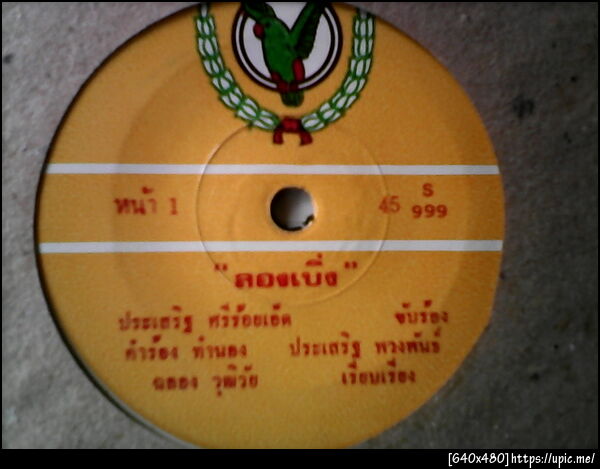 หน้า 1
45 S 999
"ลองเบิ่ง"
ประเสริฐ ศรีร้อยเอ็ด ขับร้อง
คำร้อง ทำนอง ประเสริฐ พวงพันธ์
ฉลอง วุฒิวัย เรียบเรียง
[640x480]https://upic.me/